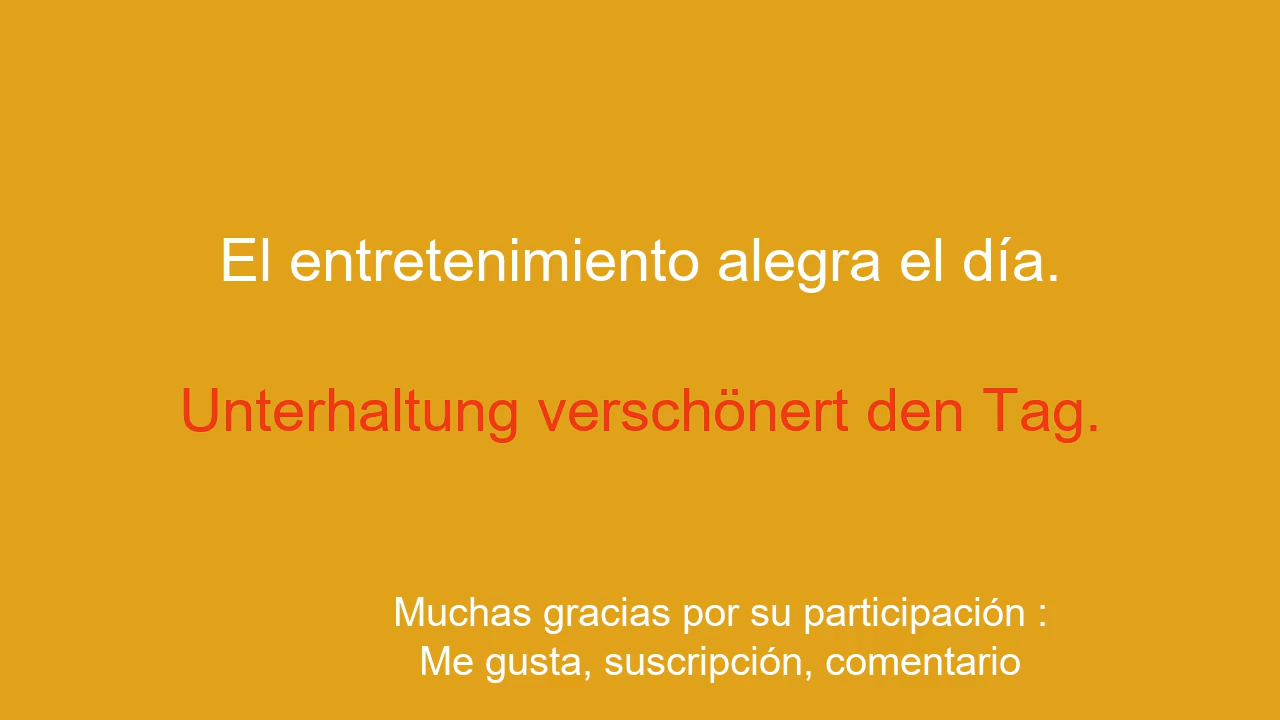 El entretenimiento alegra el día.
Unterhaltung verschönert den Tag.
Muchas gracias por su participación :
Me gusta, suscripción, comentario